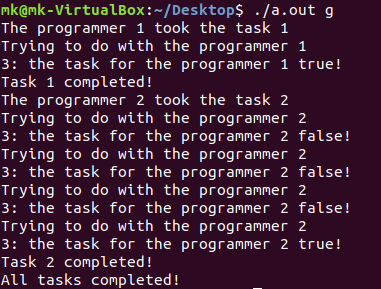 mk@mk-VirtualBox:~/Desktop$ ./a.out g
The programmer 1 took the task 1
Trying to do with the programmer 1
3: the task for the programmer 1 true!
Task 1 completed!
The programmer 2 took the task 2
Trying to do with the programmer 2
3: the task for the programmer 2 false!
Trying to do with the programmer 2
3: the task for the programmer 2 false!
Trying to do with the programmer 2
3: the task for the programmer 2 false!
Trying to do with the programmer 2
3: the task for the programmer 2 true!
Task 2 completed!
All tasks completed!